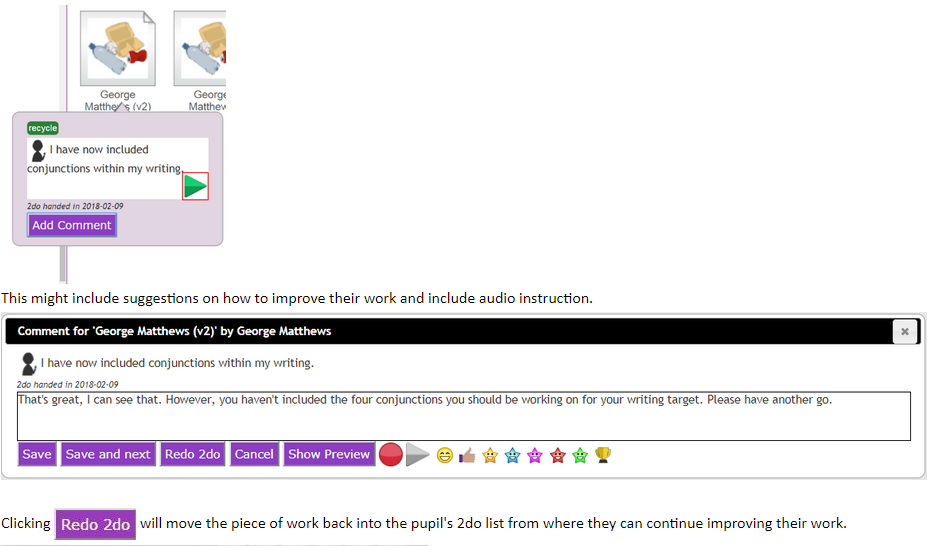 George
Matthews (v2)
George
Matthew
recycle
I have now included
conjunctions within my writing.
2do handed in 2018-02-09
Add Comment
This might include suggestions on how to improve their work and include audio instruction.
Comment for 'George Matthews (v2)' by George Matthews
I have now included conjunctions within my writing.
2do handed in 2018-02-09
That's great, I can see that. However, you haven't included the four conjunctions you should be working on for your writing target. Please have another go.
Save Save and next Redo 2do Cancel Show Preview
Clicking Redo 2do will move the piece of work back into the pupil's 2do list from where they can continue improving their work.